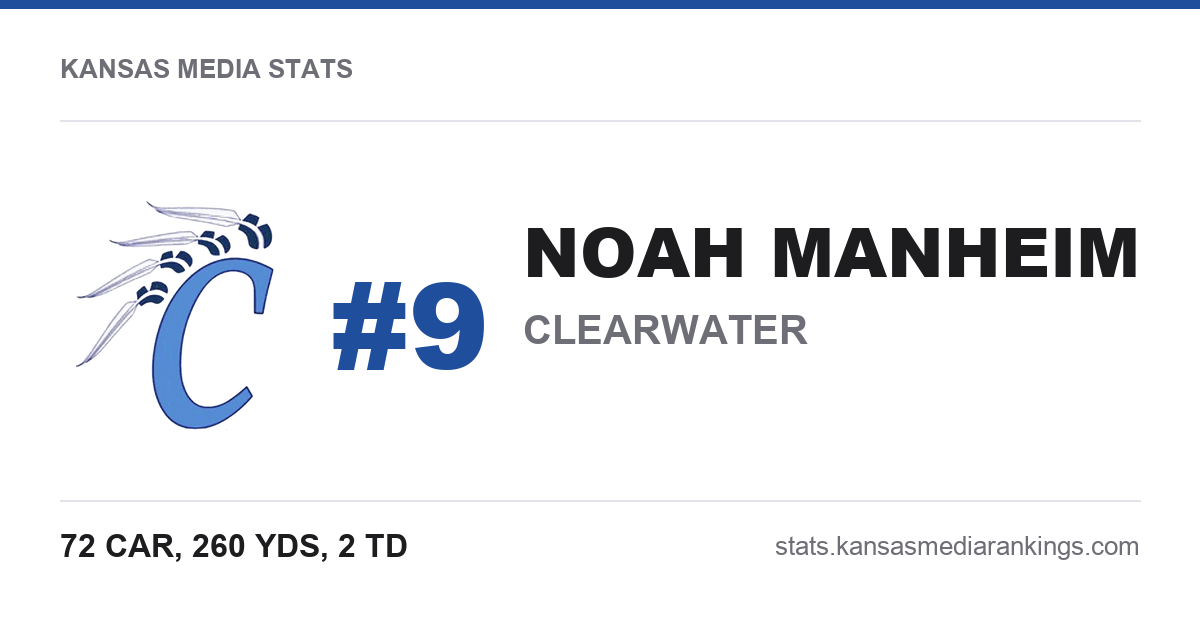 KANSAS MEDIA STATS
C
#9
NOAH MANHEIM
CLEARWATER
72 CAR, 260 YDS, 2 TD
stats.kansasmediarankings.com